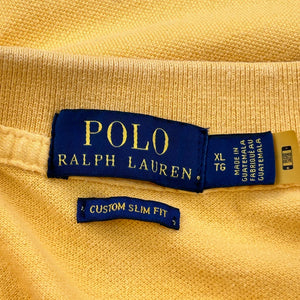 POLO
RALPH LAUREN
CUSTOM SLIM FIT
XL
TG
MADE IN
GUATEMALA
FABRIQUÉ AU
GUATEMALA